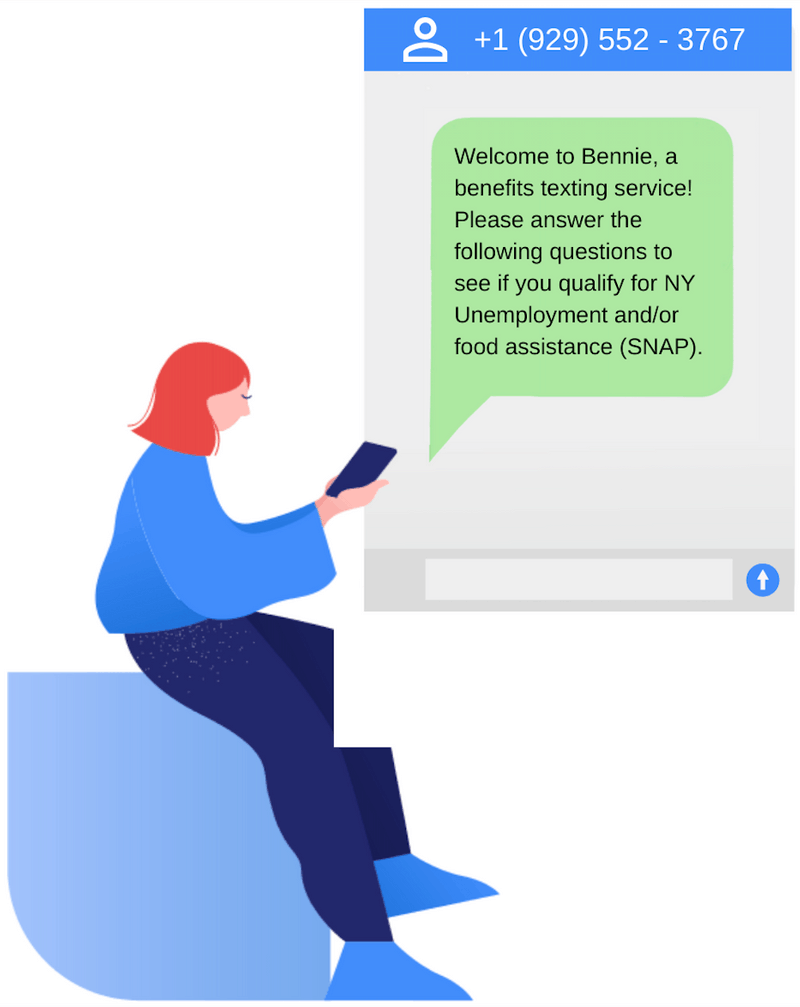 +1 (929) 552 - 3767
Welcome to Bennie, a
benefits texting service!
Please answer the
following questions to
see if you qualify for NY
Unemployment and/or
food assistance (SNAP).